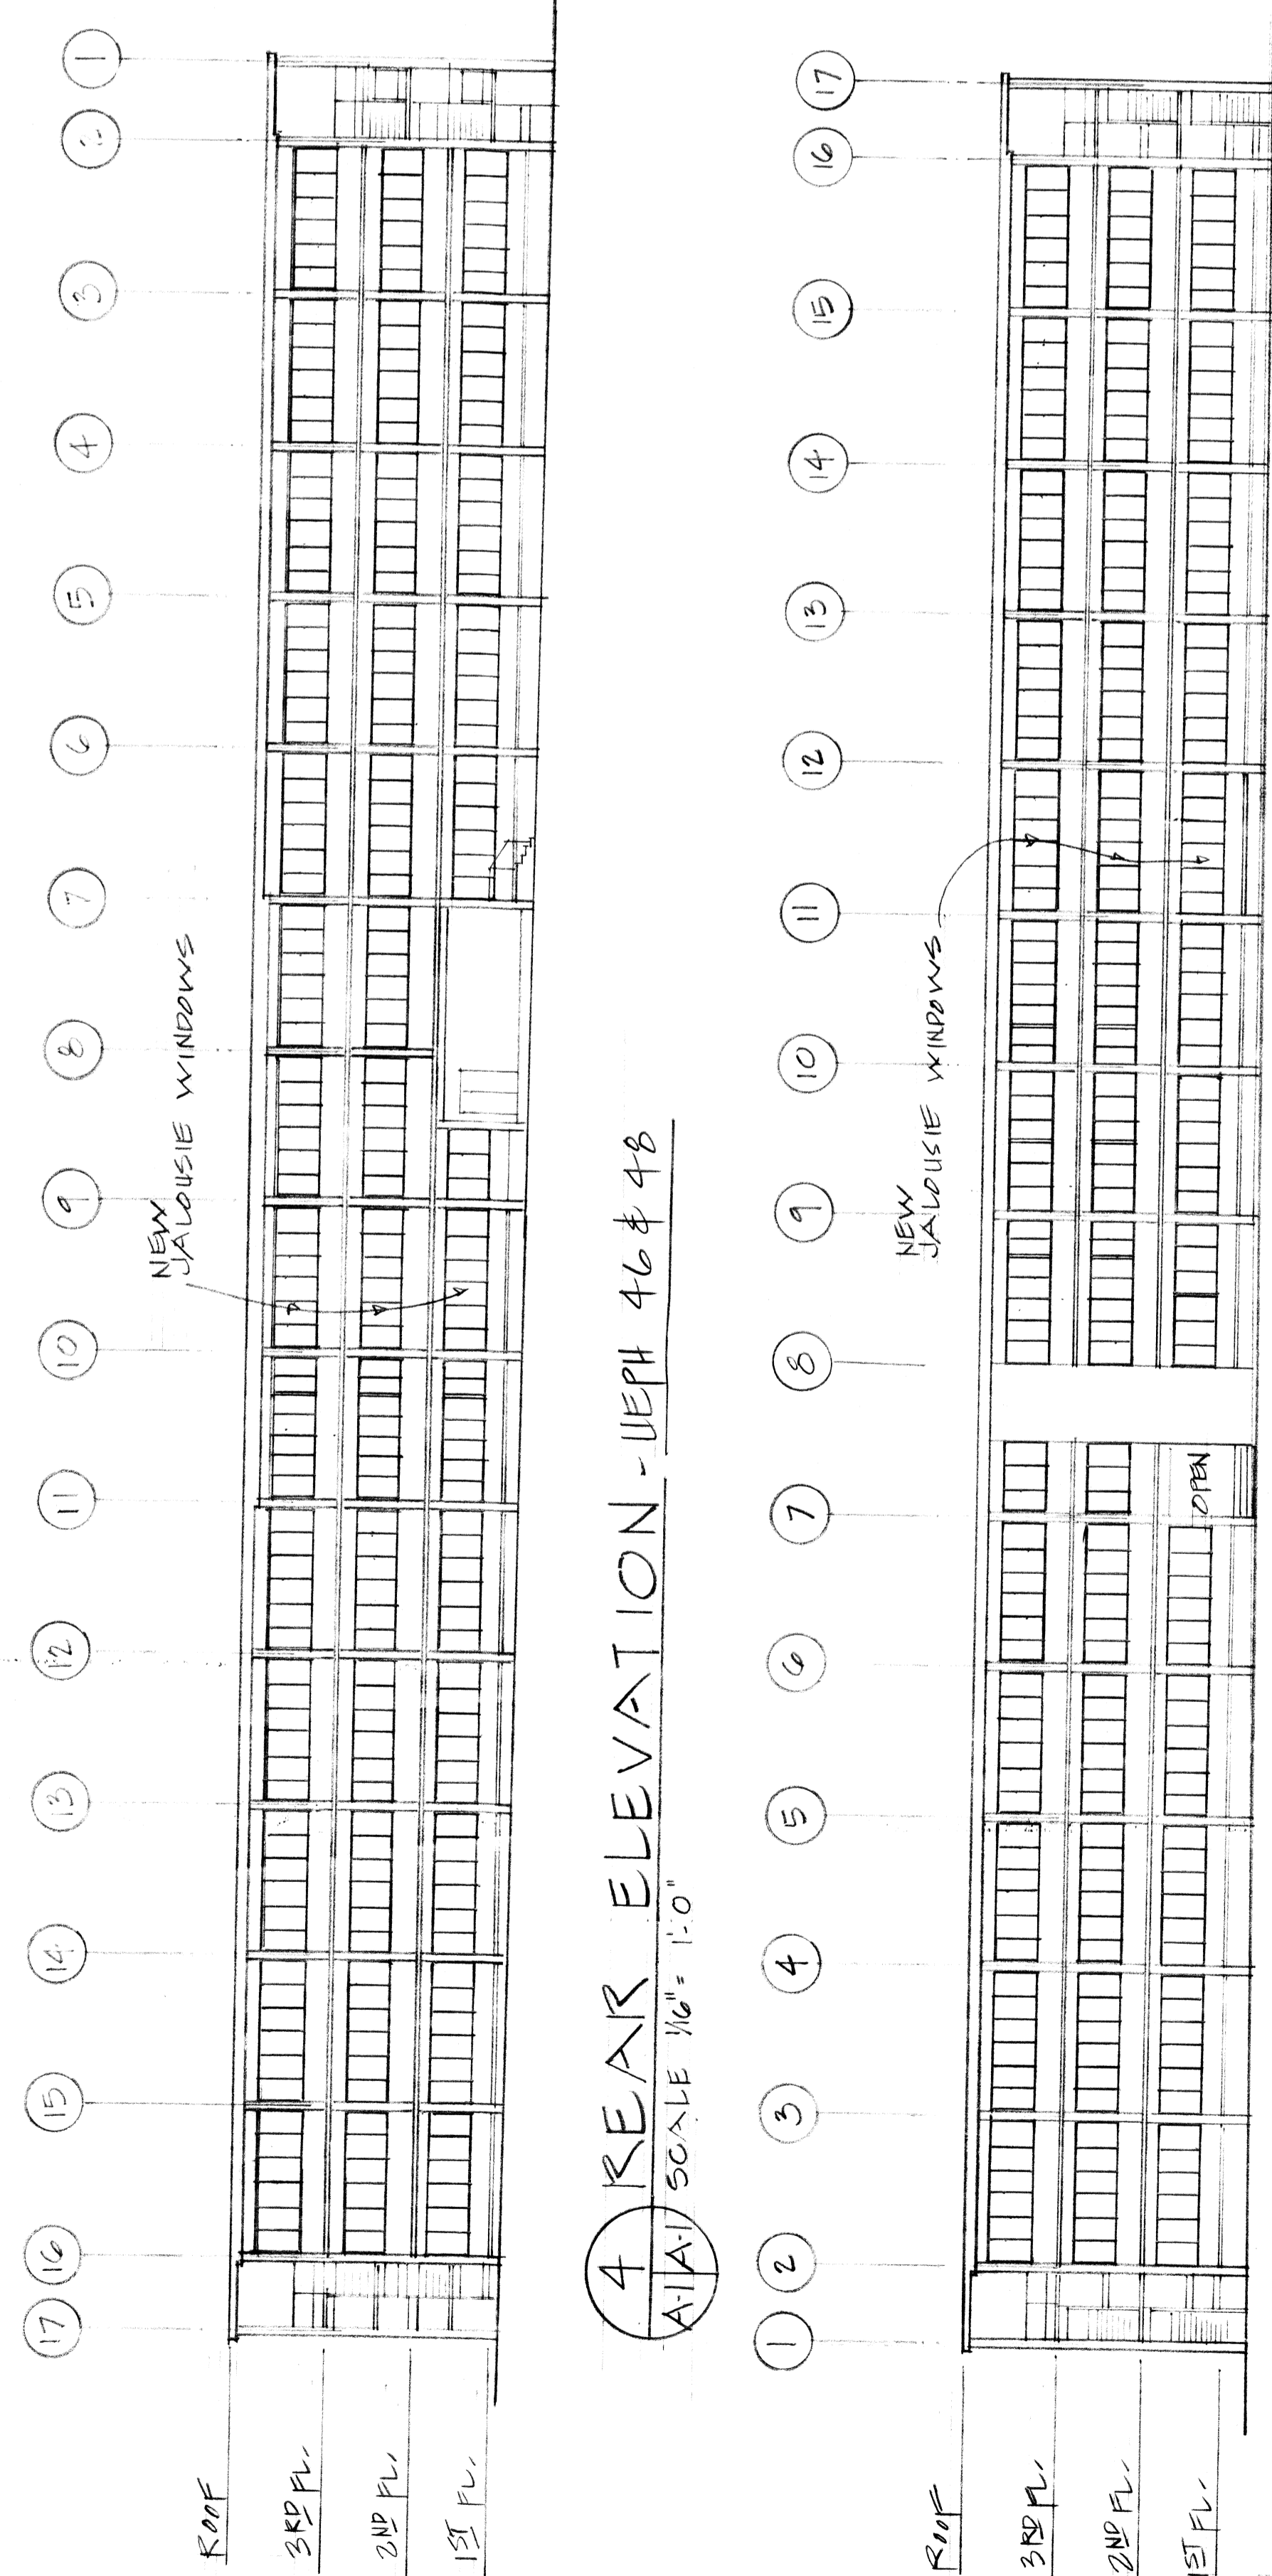 17 16 15 14 13 12 11 10 9 8 7 6 5 4 3 2 1
NEW
JALOUSIE WINDOWS
ROOF
3RD FL.
2ND FL.
1ST FL.
4 REAR ELEVATION - UEPH 46 & 48
A-1 A-1 SCALE 1/16" = 1'-0"
1 2 3 4 5 6 7 8 9 10 11 12 13 14 15 16 17
NEW
JALOUSIE WINDOWS
ROOF
3RD FL.
2ND FL.
OPEN
1ST FL.